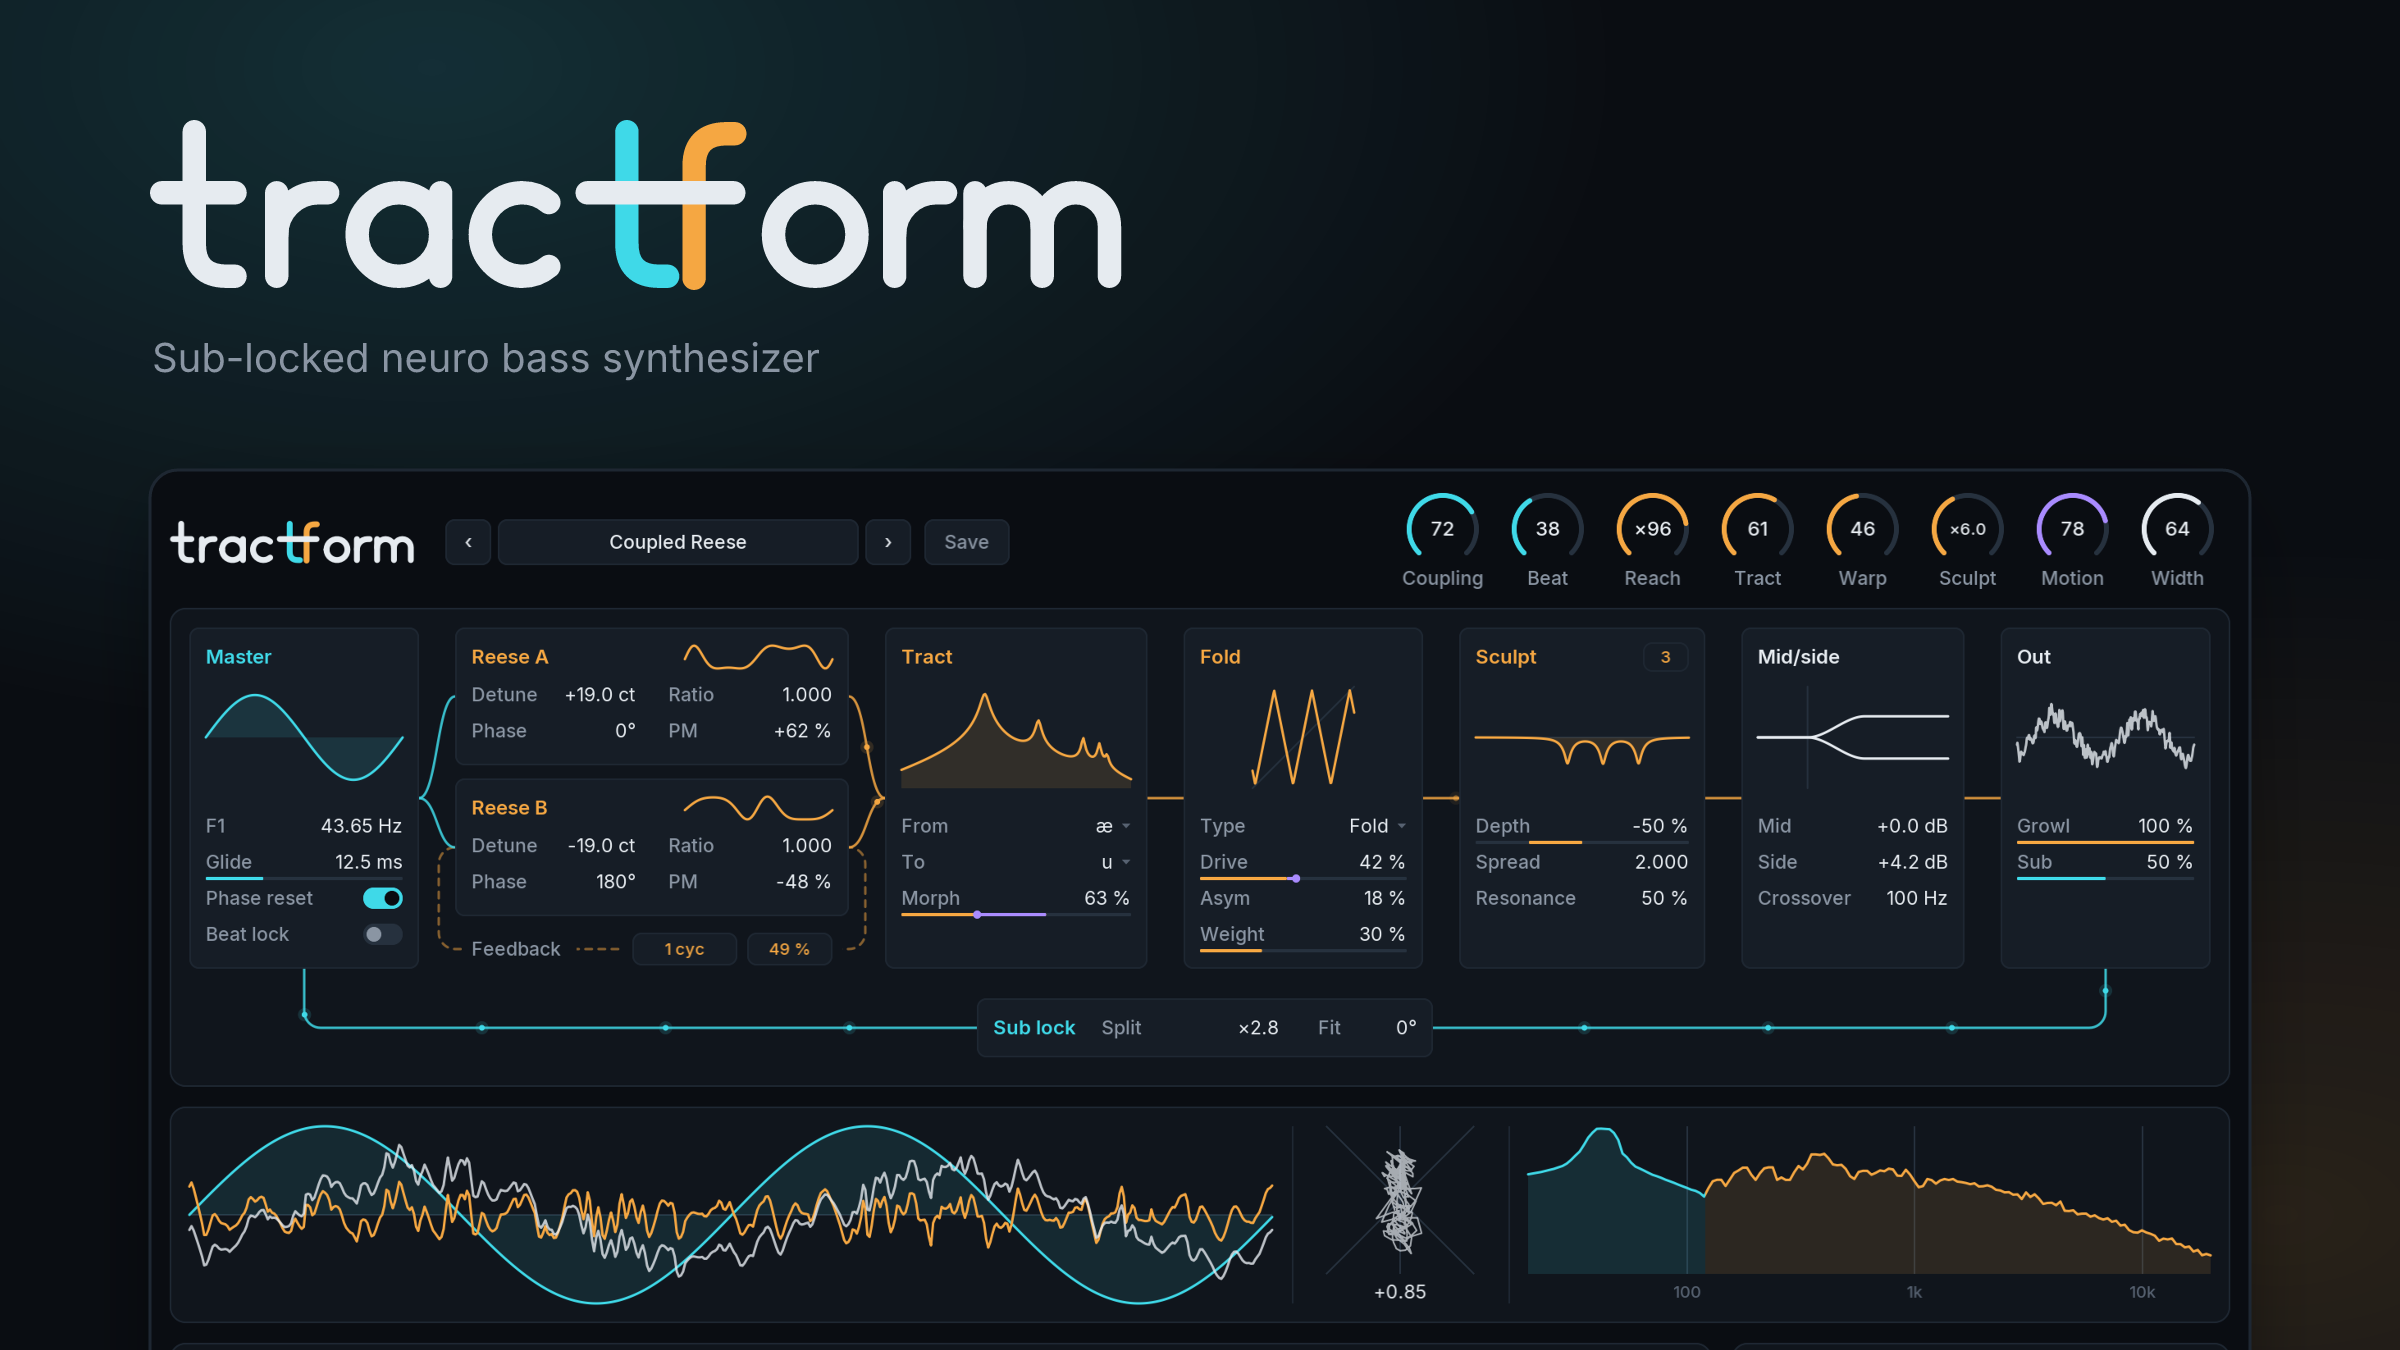 tractform
Sub-locked neuro bass synthesizer
tractform ‹ Coupled Reese › Save
72 38 ×96 61 46 ×6.0 78 64
Coupling Beat Reach Tract Warp Sculpt Motion Width
Master
F1 43.65 Hz
Glide 12.5 ms
Phase reset
Beat lock
Reese A
Detune +19.0 ct Ratio 1.000
Phase 0° PM +62 %
Reese B
Detune -19.0 ct Ratio 1.000
Phase 180° PM -48 %
Feedback 1 cyc 49 %
Tract
From æ
To u
Morph 63 %
Fold
Type Fold
Drive 42 %
Asym 18 %
Weight 30 %
Sculpt 3
Depth -50 %
Spread 2.000
Resonance 50 %
Mid/side
Mid +0.0 dB
Side +4.2 dB
Crossover 100 Hz
Out
Growl 100 %
Sub 50 %
Sub lock Split ×2.8 Fit 0°
+0.85
100 1k 10k